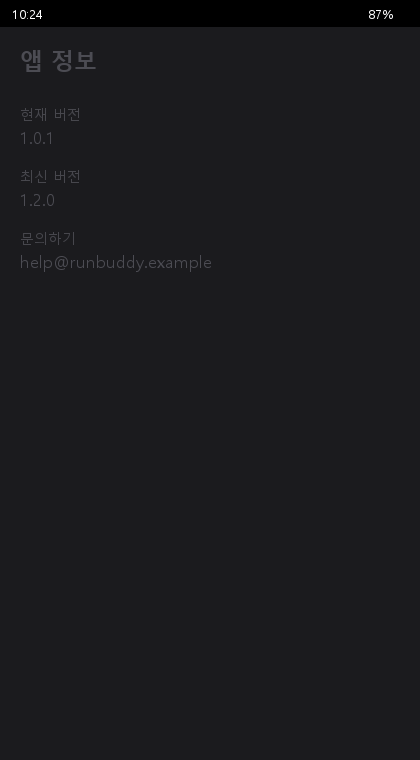 10:24 87%
앱 정보
현재 버전
1.0.1
최신 버전
1.2.0
문의하기
help@runbuddy.example